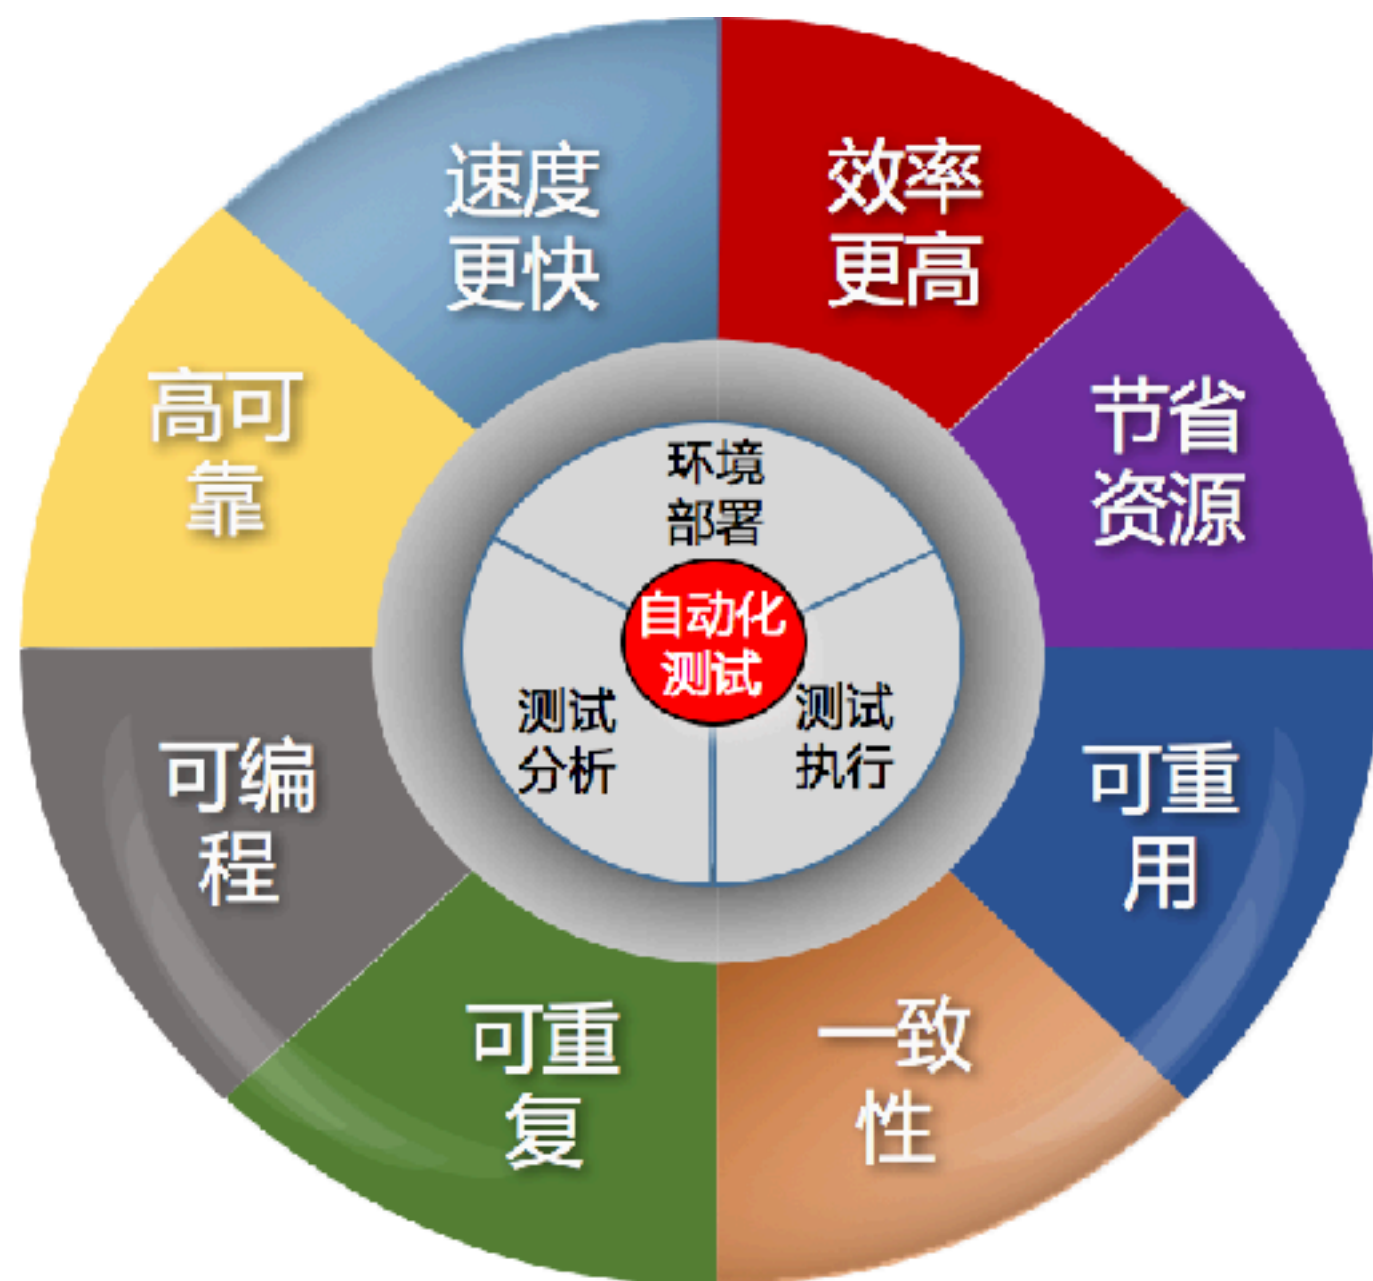 速度
更快
效率
更高
节省
资源
可重
用
一致
性
可重
复
可编
程
高可
靠
环境
部署
测试
执行
测试
分析
自动化
测试